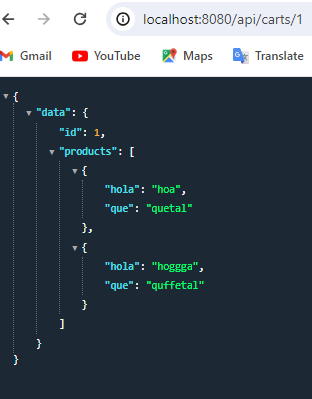 localhost:8080/api/carts/1
Gmail YouTube Maps Translate
{
"data": {
"id": 1,
"products": [
{
"hola": "hoa",
"que": "quetal"
},
{
"hola": "hoggga",
"que": "quffetal"
}
]
}
}